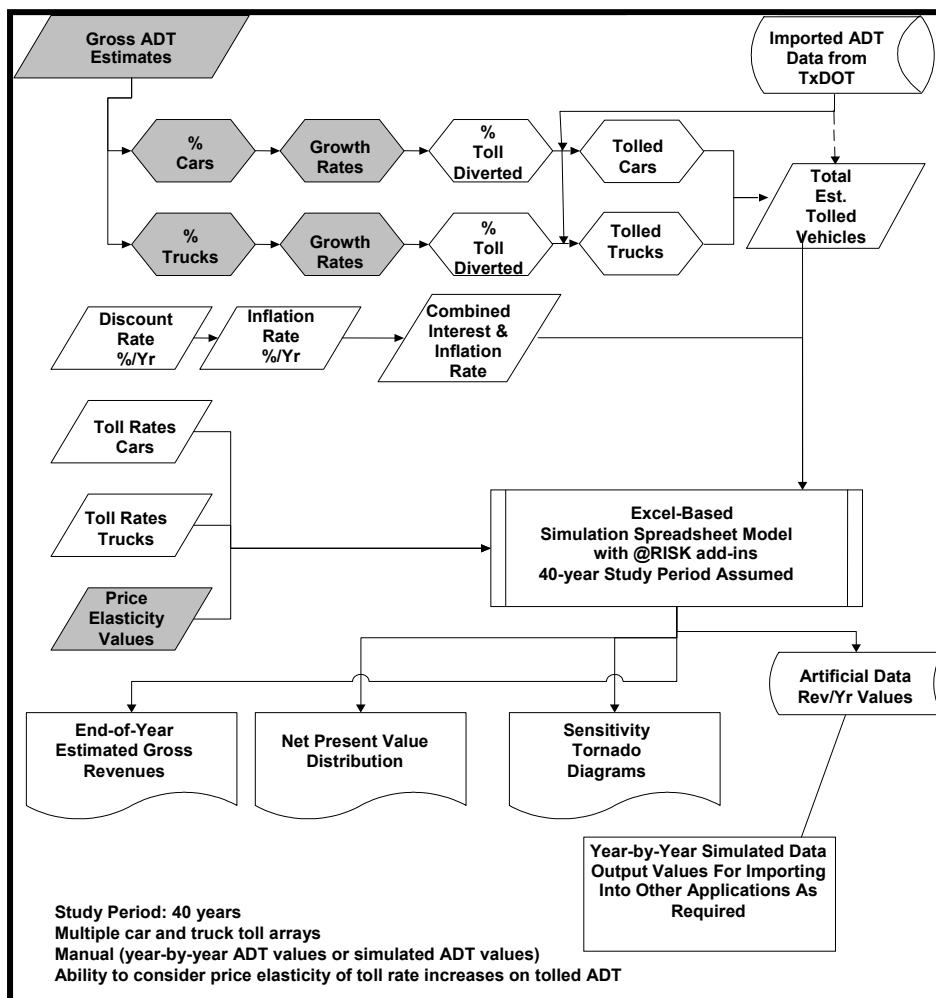 Gross ADT
Estimates
Imported ADT
Data from
TxDOT
%
Cars
Growth
Rates
%
Toll
Diverted
Tolled
Cars
Total
Est.
Tolled
Vehicles
%
Trucks
Growth
Rates
%
Toll
Diverted
Tolled
Trucks
Discount
Rate
%/Yr
Inflation
Rate
%/Yr
Combined
Interest &
Inflation
Rate
Toll Rates
Cars
Toll Rates
Trucks
Price
Elasticity
Values
Excel-Based
Simulation Spreadsheet Model
with @RISK add-ins
40-year Study Period Assumed
End-of-Year
Estimated Gross
Revenues
Net Present Value
Distribution
Sensitivity
Tornado
Diagrams
Artificial Data
Rev/Yr Values
Year-by-Year Simulated Data
Output Values For Importing
Into Other Applications As
Required
Study Period: 40 years
Multiple car and truck toll arrays
Manual (year-by-year ADT values or simulated ADT values)
Ability to consider price elasticity of toll rate increases on tolled ADT